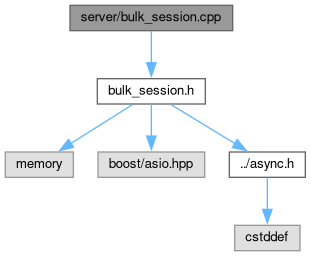 server/bulk_session.cpp
bulk_session.h
memory
boost/asio.hpp
../async.h
cstddef